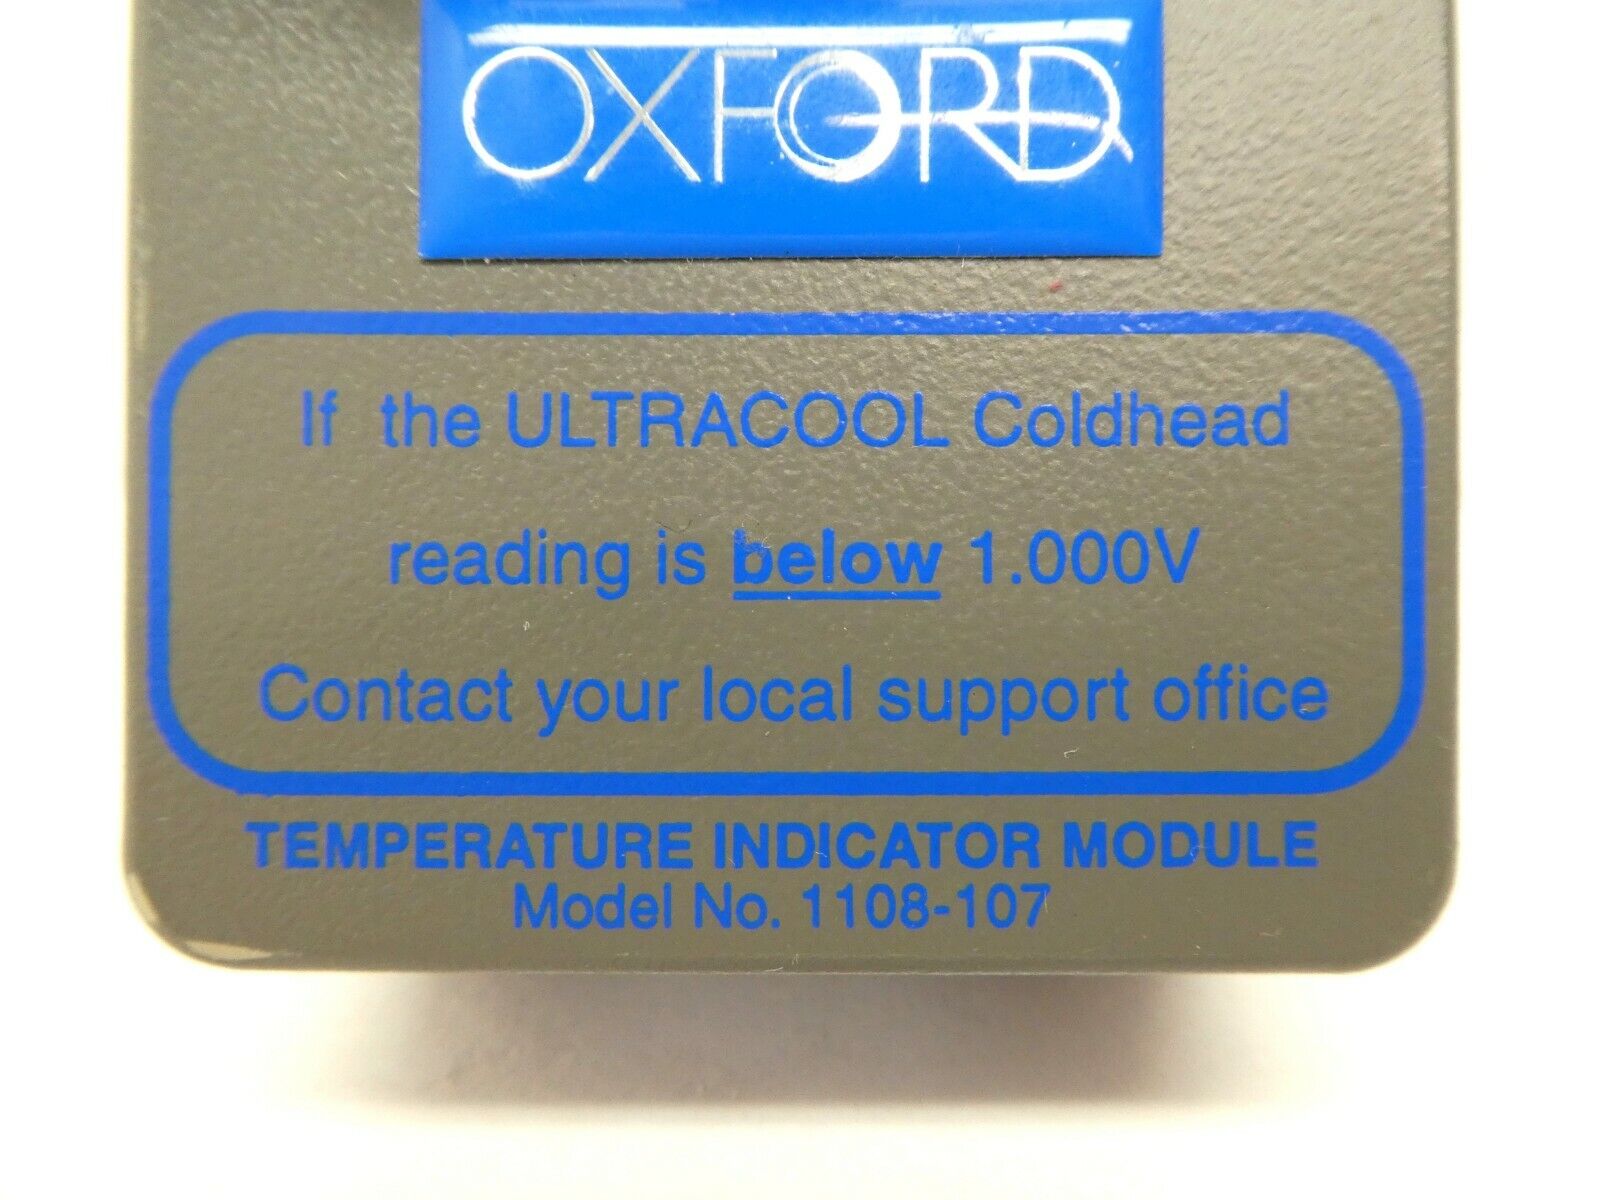 OXFORD
If the ULTRACOOL Coldhead
reading is below 1.000V
Contact your local support office
TEMPERATURE INDICATOR MODULE
Model No. 1108-107